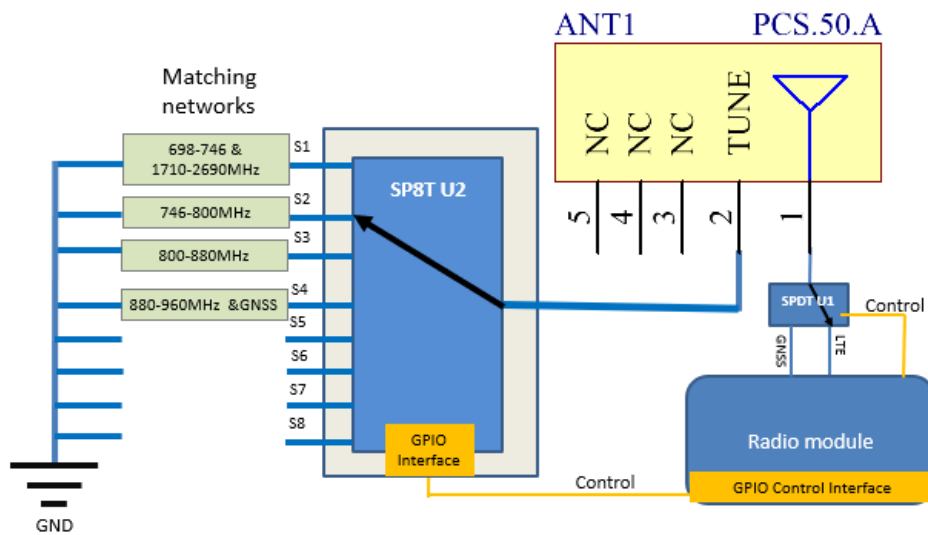 ANT1
PCS.50.A
Matching
networks
NC
NC
NC
TUNE
5
4
3
2
1
698-746 &
1710-2690MHz
S1
SP8T U2
746-800MHz
S2
800-880MHz
S3
880-960MHz &GNSS
S4
S5
S6
S7
S8
SPDT U1
Control
GNSS
LTE
GPIO
Interface
Radio module
Control
GPIO Control Interface
GND